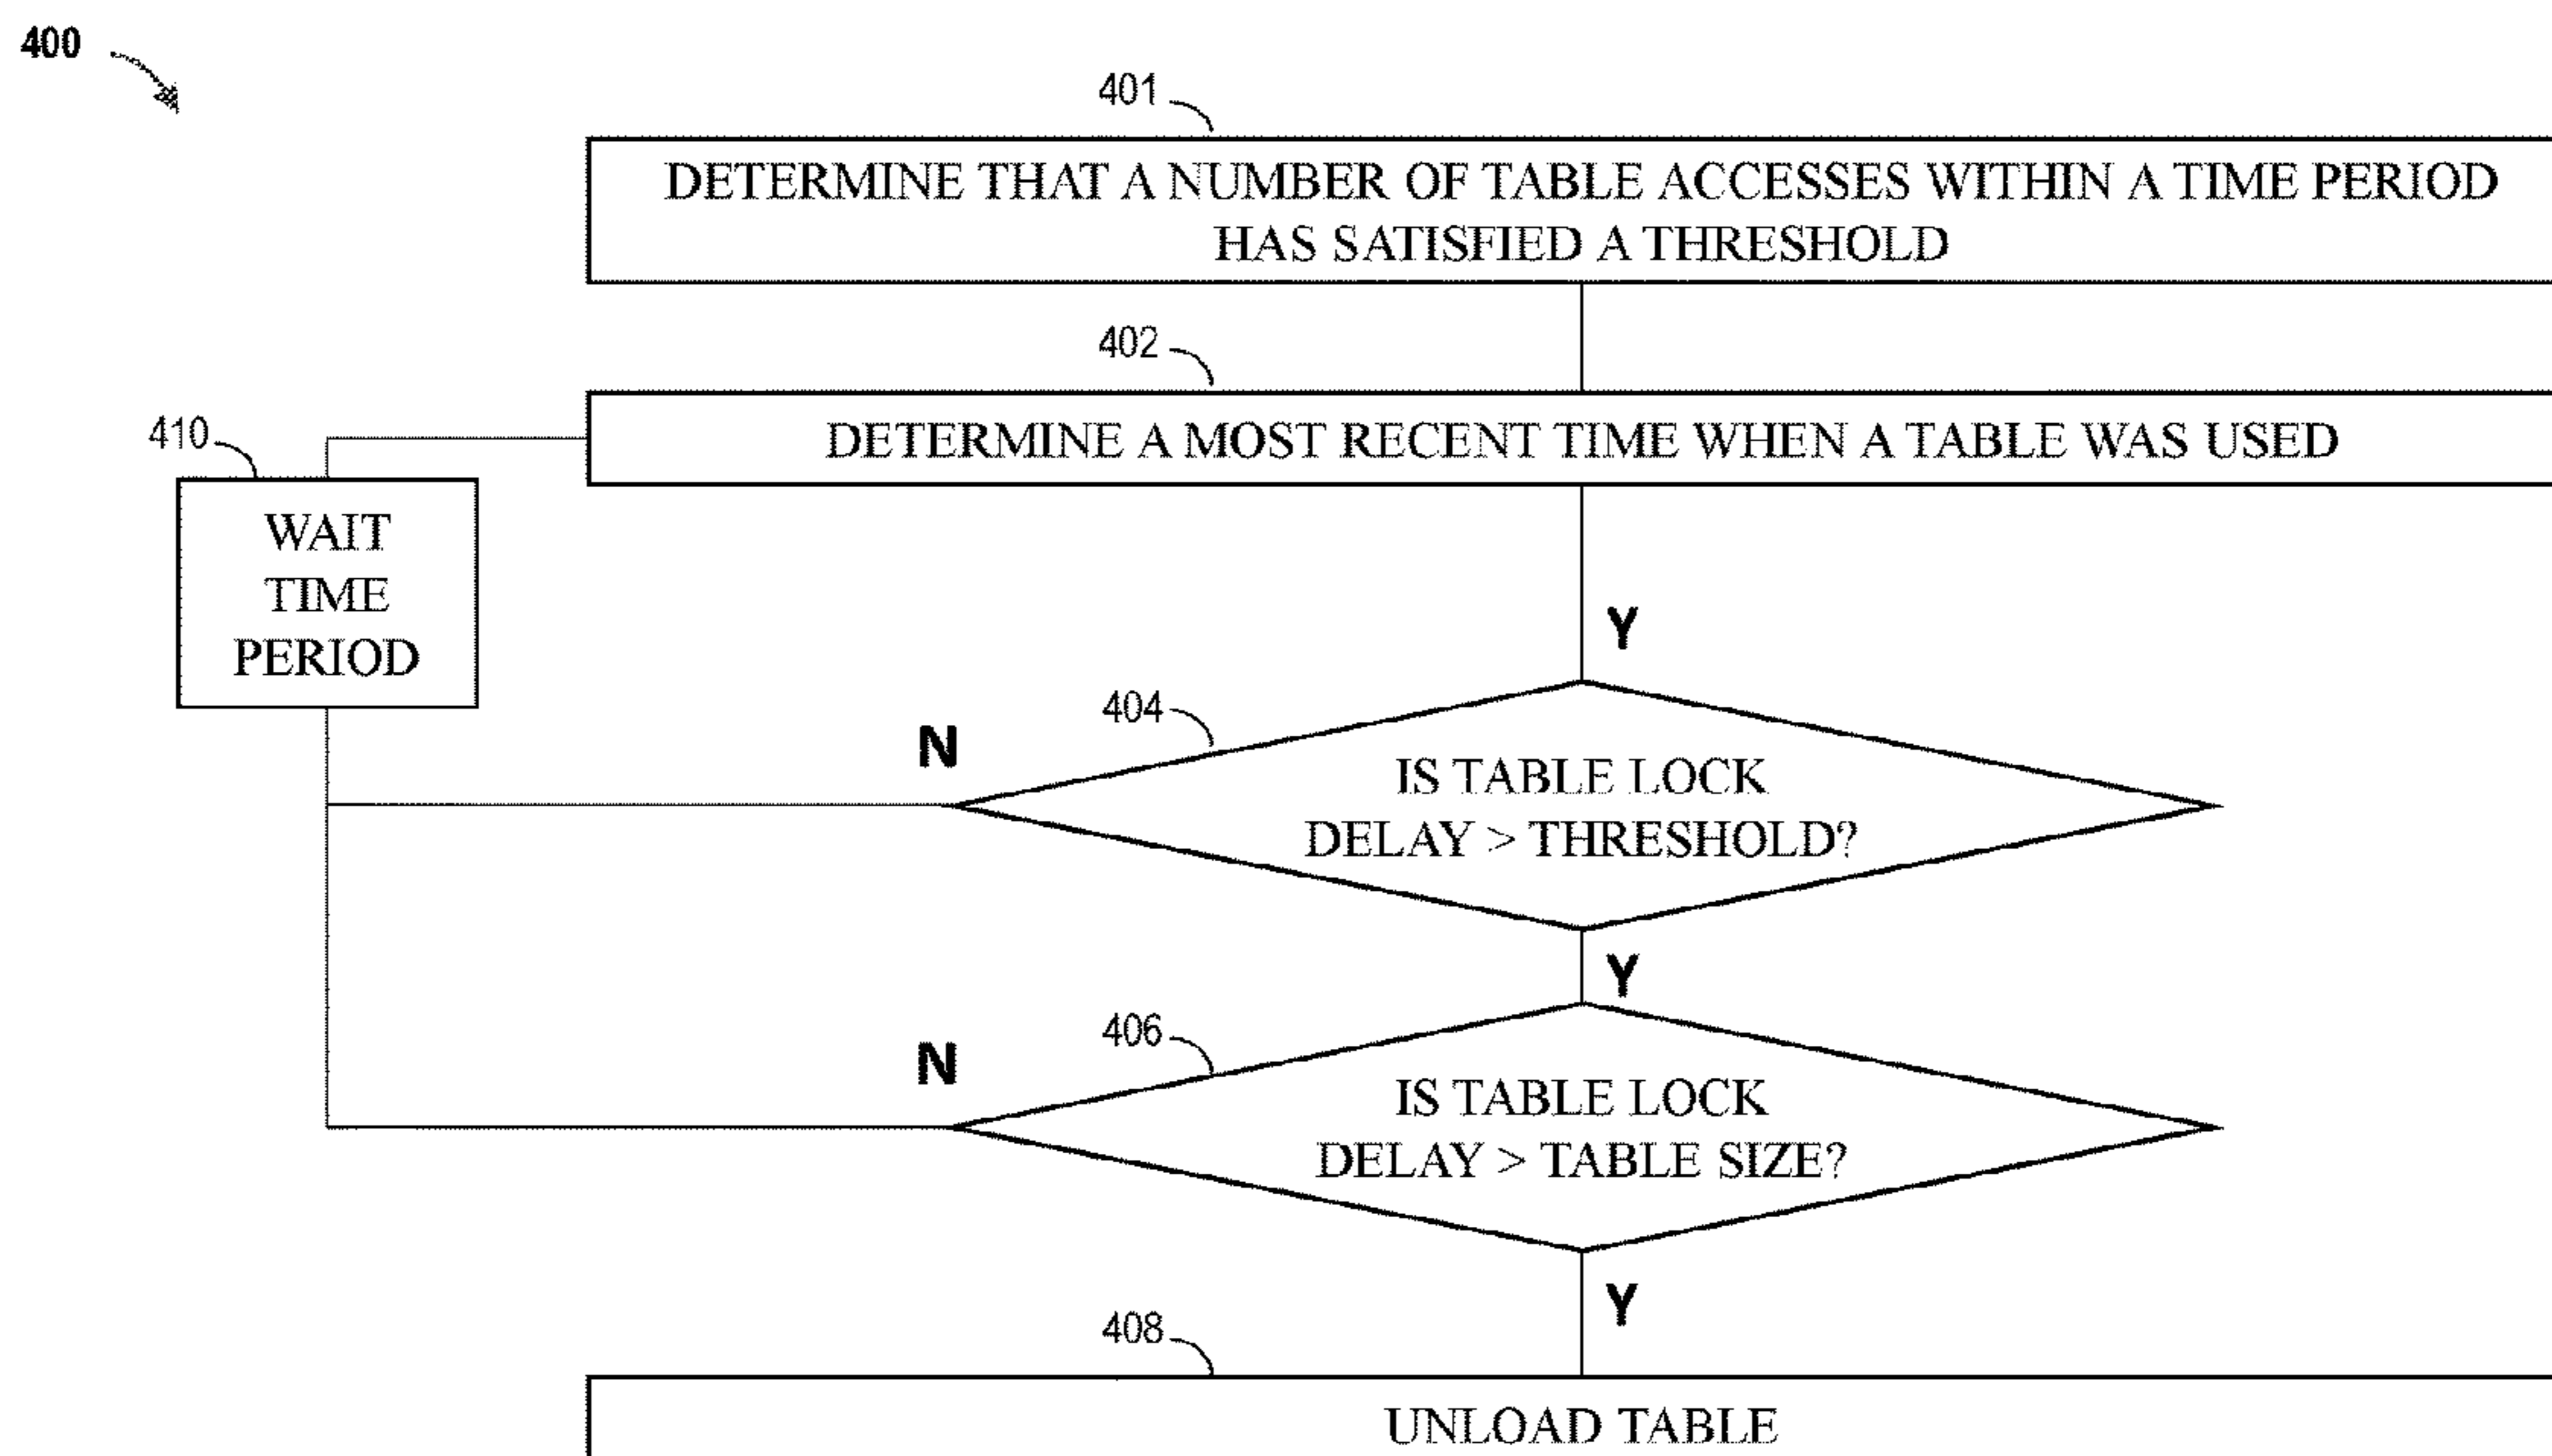 400
401
DETERMINE THAT A NUMBER OF TABLE ACCESSES WITHIN A TIME PERIOD
HAS SATISFIED A THRESHOLD
402
DETERMINE A MOST RECENT TIME WHEN A TABLE WAS USED
410
WAIT
TIME
PERIOD
Y
404
N
IS TABLE LOCK
DELAY > THRESHOLD?
Y
406
N
IS TABLE LOCK
DELAY > TABLE SIZE?
Y
408
UNLOAD TABLE